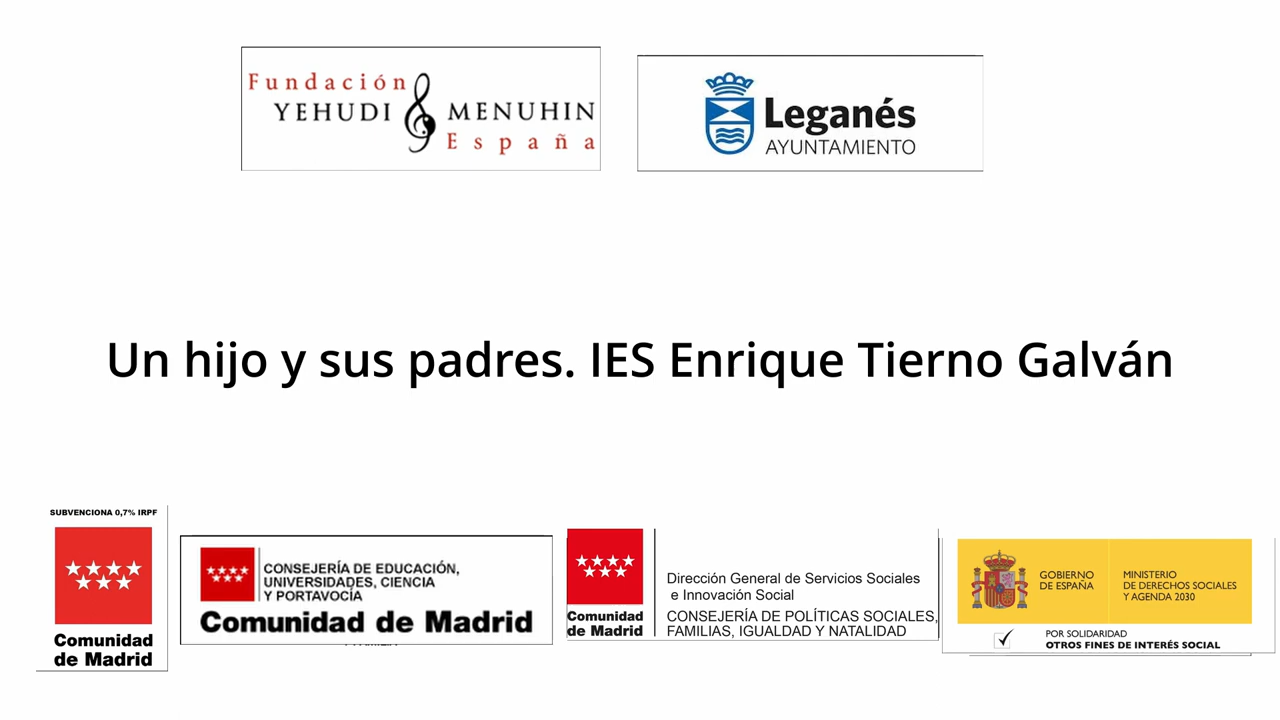 Fundación
YEHUDI MENUHIN
España
Leganés
AYUNTAMIENTO
Un hijo y sus padres. IES Enrique Tierno Galván
SUBVENCIONA 0,7% IRPF
Comunidad
de Madrid
CONSEJERÍA DE EDUCACIÓN,
UNIVERSIDADES, CIENCIA
Y PORTAVOCÍA
Comunidad de Madrid
Comunidad
de Madrid
Dirección General de Servicios Sociales
e Innovación Social
CONSEJERÍA DE POLÍTICAS SOCIALES,
FAMILIAS, IGUALDAD Y NATALIDAD
GOBIERNO
DE ESPAÑA
MINISTERIO
DE DERECHOS SOCIALES
Y AGENDA 2030
POR SOLIDARIDAD
OTROS FINES DE INTERÉS SOCIAL